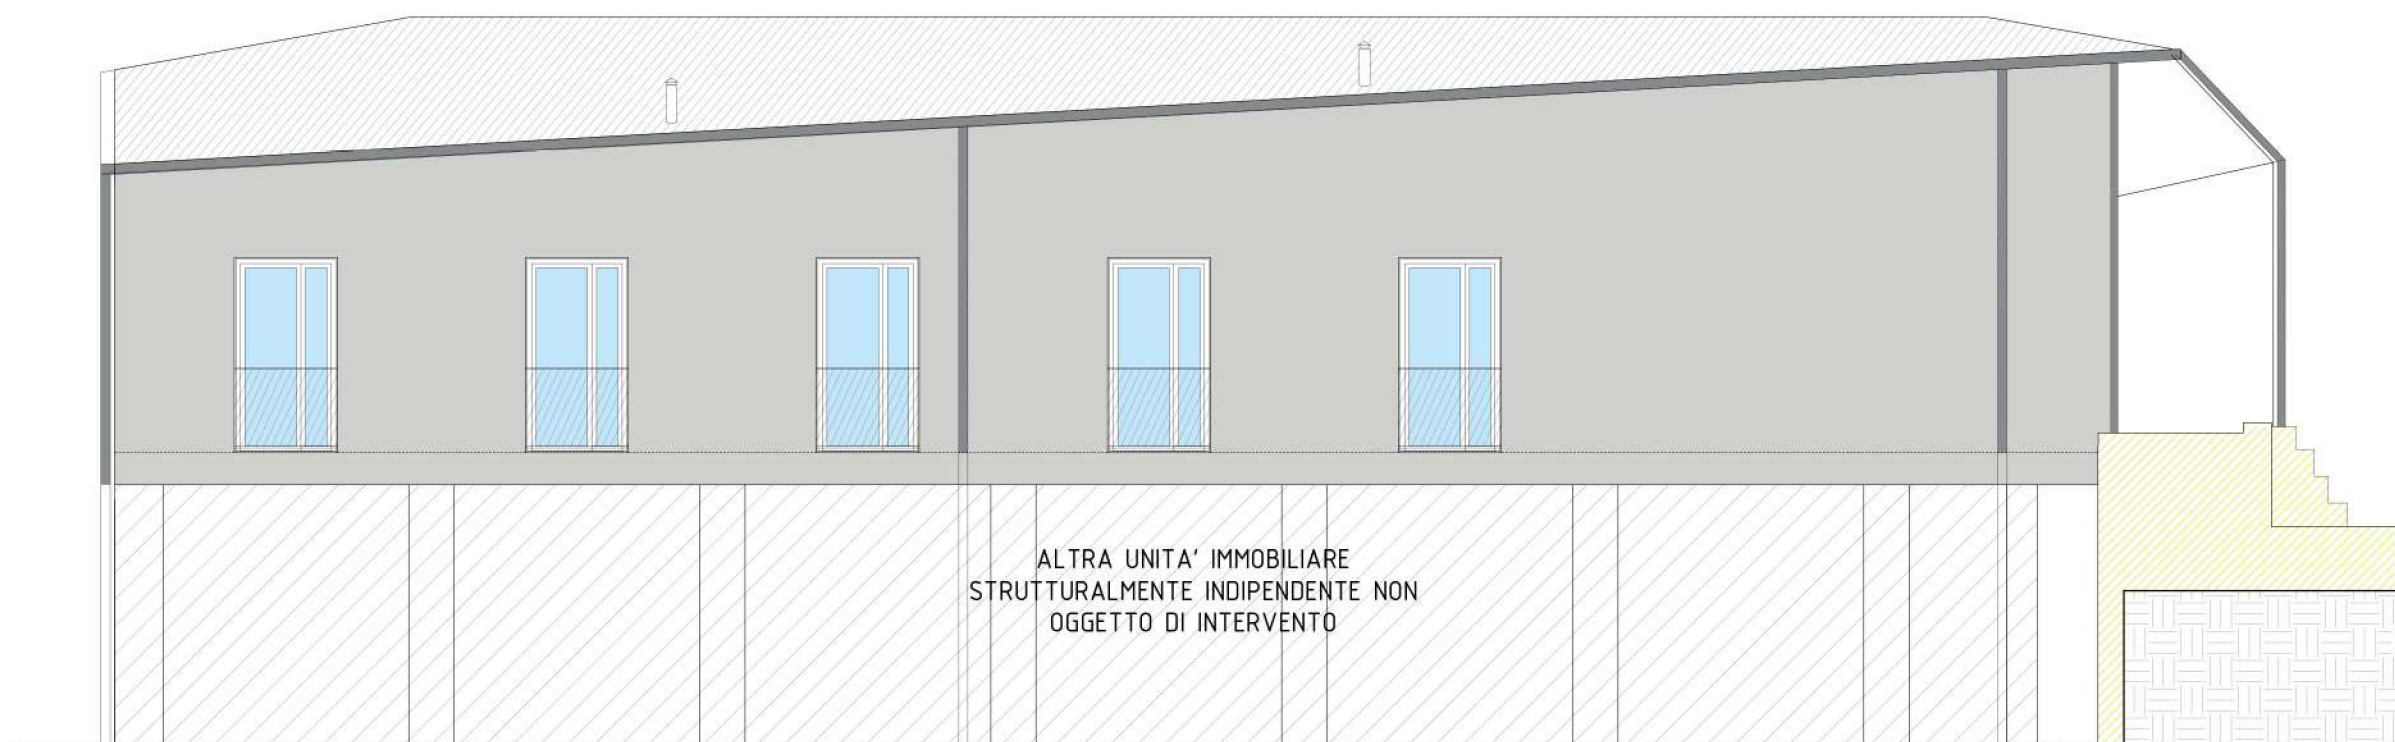 ALTRA UNITA' IMMOBILIARE
STRUTTURALMENTE INDIPENDENTE NON
OGGETTO DI INTERVENTO